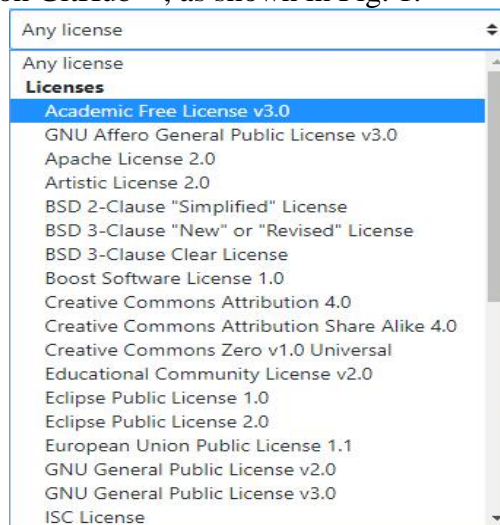 as shown in Fig. 1.
Any license
Any license
Licenses
Academic Free License v3.0
GNU Affero General Public License v3.0
Apache License 2.0
Artistic License 2.0
BSD 2-Clause "Simplified" License
BSD 3-Clause "New" or "Revised" License
BSD 3-Clause Clear License
Boost Software License 1.0
Creative Commons Attribution 4.0
Creative Commons Attribution Share Alike 4.0
Creative Commons Zero v1.0 Universal
Educational Community License v2.0
Eclipse Public License 1.0
Eclipse Public License 2.0
European Union Public License 1.1
GNU General Public License v2.0
GNU General Public License v3.0
ISC License